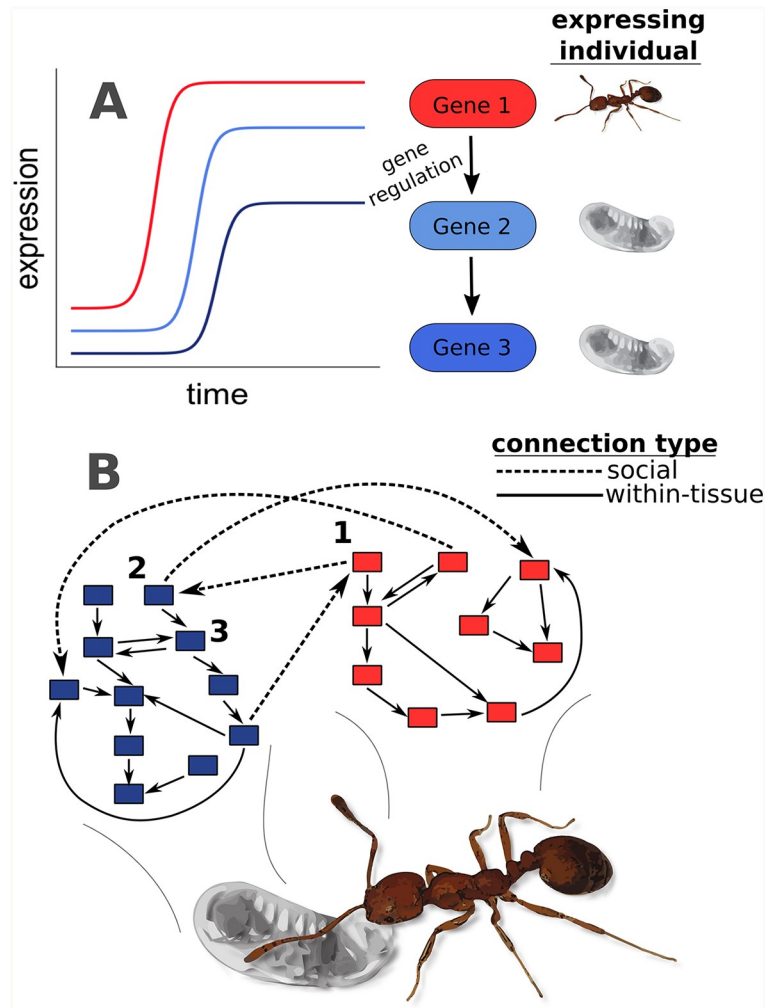 expressing
individual
A
expression
time
Gene 1
gene
regulation
Gene 2
Gene 3
B
connection type
social
within-tissue
1
2
3